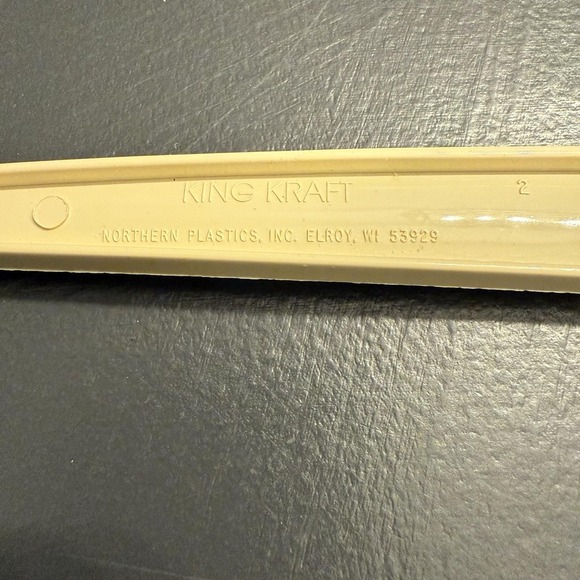 KING KRAFT
2
NORTHERN PLASTICS, INC. ELROY, WI 53929